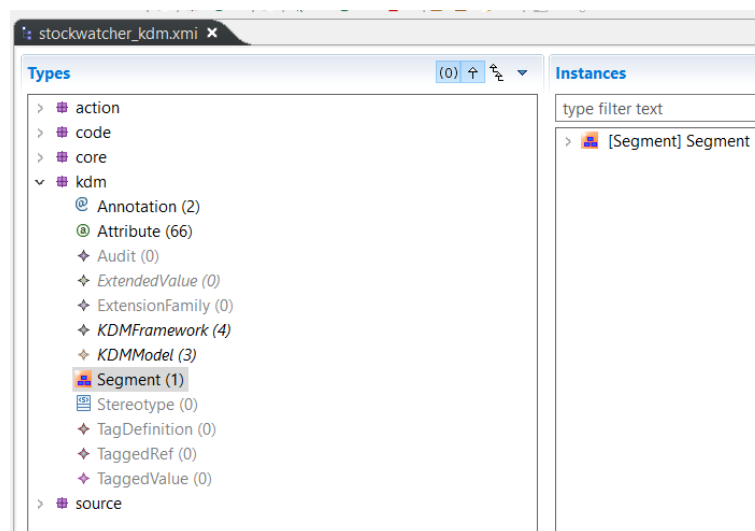 stockwatcher_kdm.xmi
Types (0)
action
code
core
kdm
Annotation (2)
Attribute (66)
Audit (0)
ExtendedValue (0)
ExtensionFamily (0)
KDMFramework (4)
KDMModel (3)
Segment (1)
Stereotype (0)
TagDefinition (0)
TaggedRef (0)
TaggedValue (0)
source
Instances
type filter text
[Segment] Segment